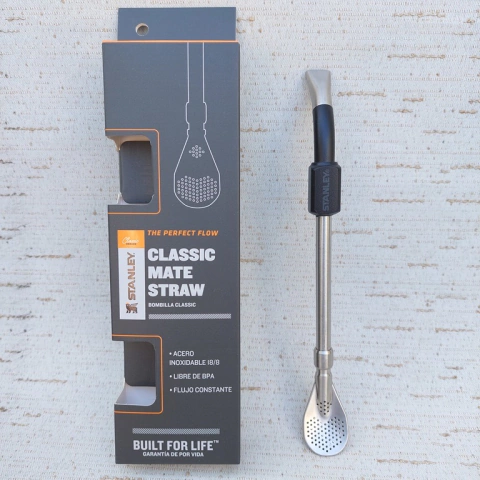 THE PERFECT FLOW
STANLEY
CLASSIC
MATE
STRAW
BOMBILLA CLASSIC
• ACERO
INOXIDABLE 18/8
• LIBRE DE BPA
• FLUJO CONSTANTE
BUILT FOR LIFE™
GARANTÍA DE POR VIDA
STANLEY